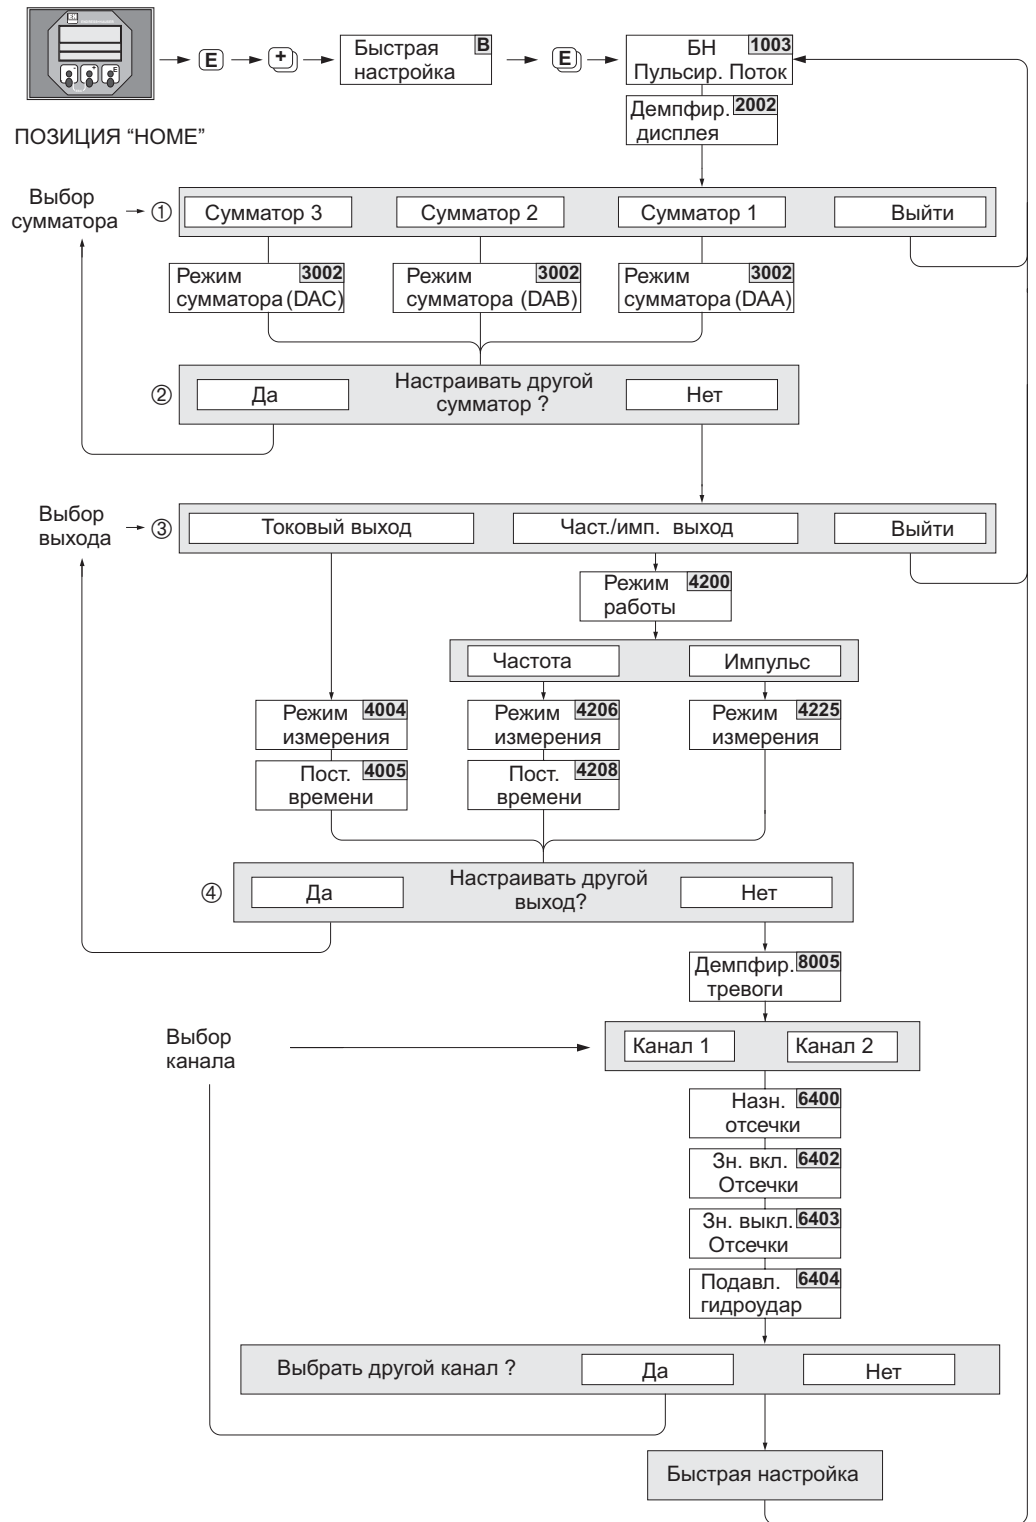 E
+
Быстрая B
настройка
E
БН 1003
Пульсир. Поток
Демпфир. 2002
дисплея
ПОЗИЦИЯ “HOME”
Выбор
сумматора
①
Сумматор 3
Сумматор 2
Сумматор 1
Выйти
Режим 3002
сумматора (DAC)
Режим 3002
сумматора (DAB)
Режим 3002
сумматора (DAA)
②
Да
Настраивать другой
сумматор ?
Нет
Выбор
выхода
③
Токовый выход
Част./имп. выход
Выйти
Режим 4200
работы
Частота
Импульс
Режим 4004
измерения
Режим 4206
измерения
Режим 4225
измерения
Пост. 4005
времени
Пост. 4208
времени
④
Да
Настраивать другой
выход?
Нет
Демпфир. 8005
тревоги
Выбор
канала
Канал 1
Канал 2
Назн. 6400
отсечки
Зн. вкл. 6402
Отсечки
Зн. выкл. 6403
Отсечки
Подавл. 6404
гидроудар
Выбрать другой канал ?
Да
Нет
Быстрая настройка